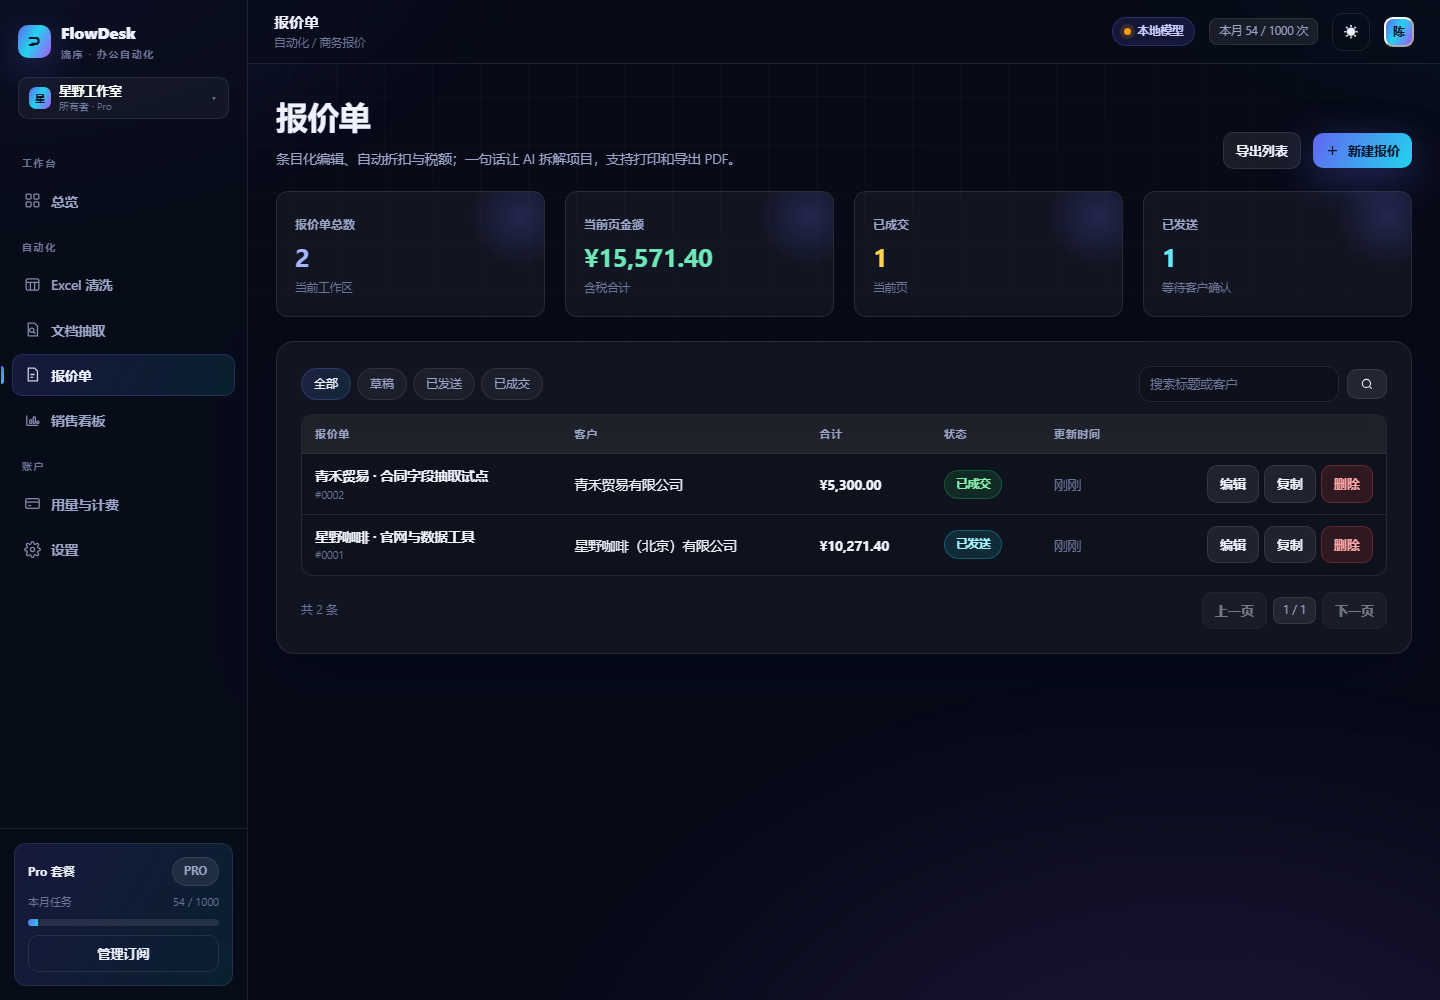 FlowDesk
流序 · 办公自动化
星
星野工作室
所有者 · Pro
工作台
总览
自动化
Excel 清洗
文档抽取
报价单
销售看板
账户
用量与计费
设置
Pro 套餐
PRO
本月任务
54 / 1000
管理订阅
报价单
自动化 / 商务报价
本地模型
本月 54 / 1000 次
陈
报价单
条目化编辑、自动折扣与税额；一句话让 AI 拆解项目，支持打印和导出 PDF。
导出列表
+ 新建报价
报价单总数
2
当前工作区
当前页金额
¥15,571.40
含税合计
已成交
1
当前页
已发送
1
等待客户确认
全部 草稿 已发送 已成交
搜索标题或客户
报价单 客户 合计 状态 更新时间
青禾贸易 · 合同字段抽取试点
#0002
青禾贸易有限公司 ¥5,300.00 已成交 刚刚 编辑 复制 删除
星野咖啡 · 官网与数据工具
#0001
星野咖啡（北京）有限公司 ¥10,271.40 已发送 刚刚 编辑 复制 删除
共 2 条
上一页 1 / 1 下一页